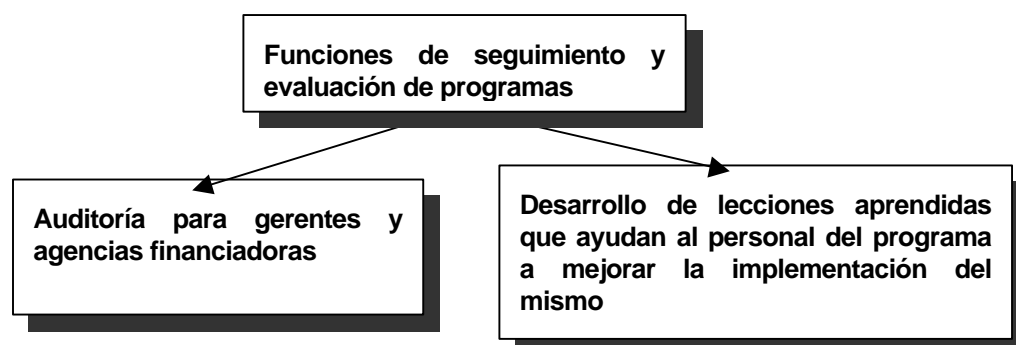 Funciones de seguimiento y
evaluación de programas
Auditoría para gerentes y
agencias financiadoras
Desarrollo de lecciones aprendidas
que ayudan al personal del programa
a mejorar la implementación del
mismo